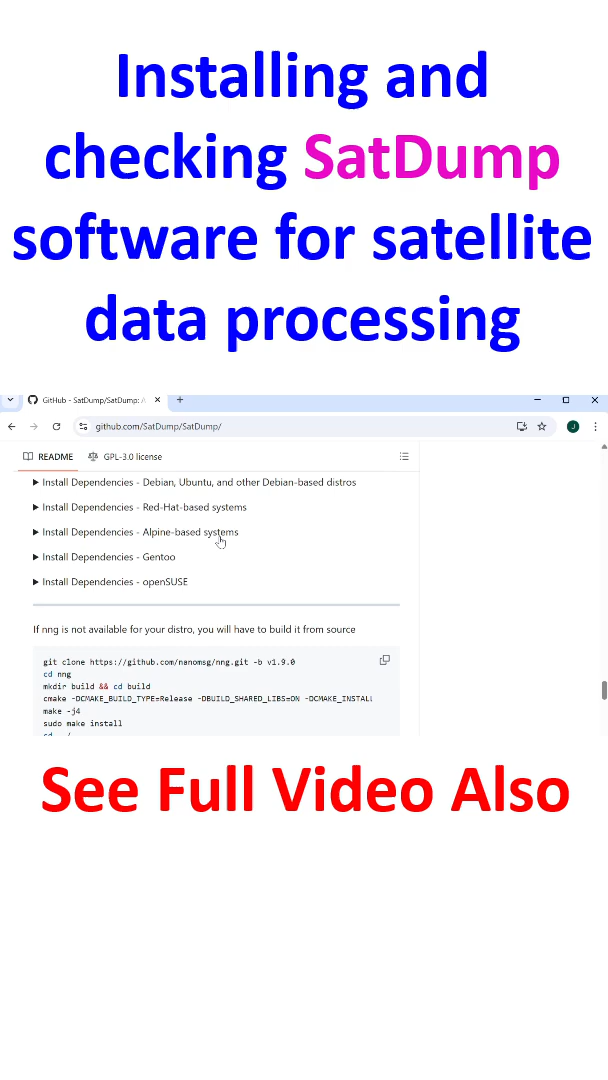 Installing and
checking SatDump
software for satellite
data processing
GitHub - SatDump/SatDump: A
github.com/SatDump/SatDump/
J
README
GPL-3.0 license
Install Dependencies - Debian, Ubuntu, and other Debian-based distros
Install Dependencies - Red-Hat-based systems
Install Dependencies - Alpine-based systems
Install Dependencies - Gentoo
Install Dependencies - openSUSE
If nng is not available for your distro, you will have to build it from source
git clone https://github.com/nanomsg/nng.git -b v1.9.0
cd nng
mkdir build && cd build
cmake -DCMAKE_BUILD_TYPE=Release -DBUILD_SHARED_LIBS=ON -DCMAKE_INSTALL
make -j4
sudo make install
See Full Video Also